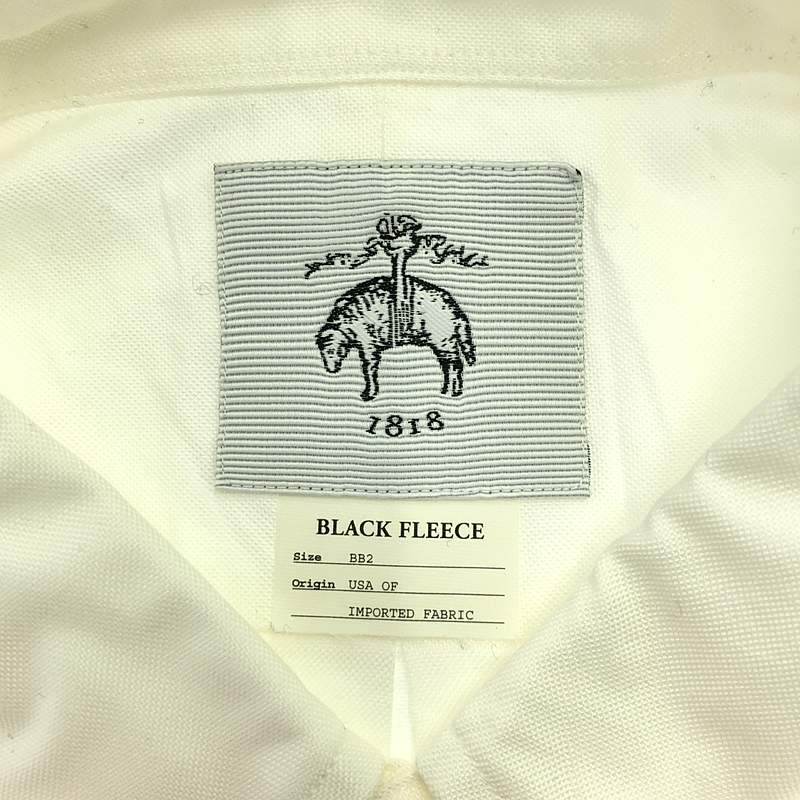 1818
BLACK FLEECE
Size BB2
Origin USA OF
IMPORTED FABRIC